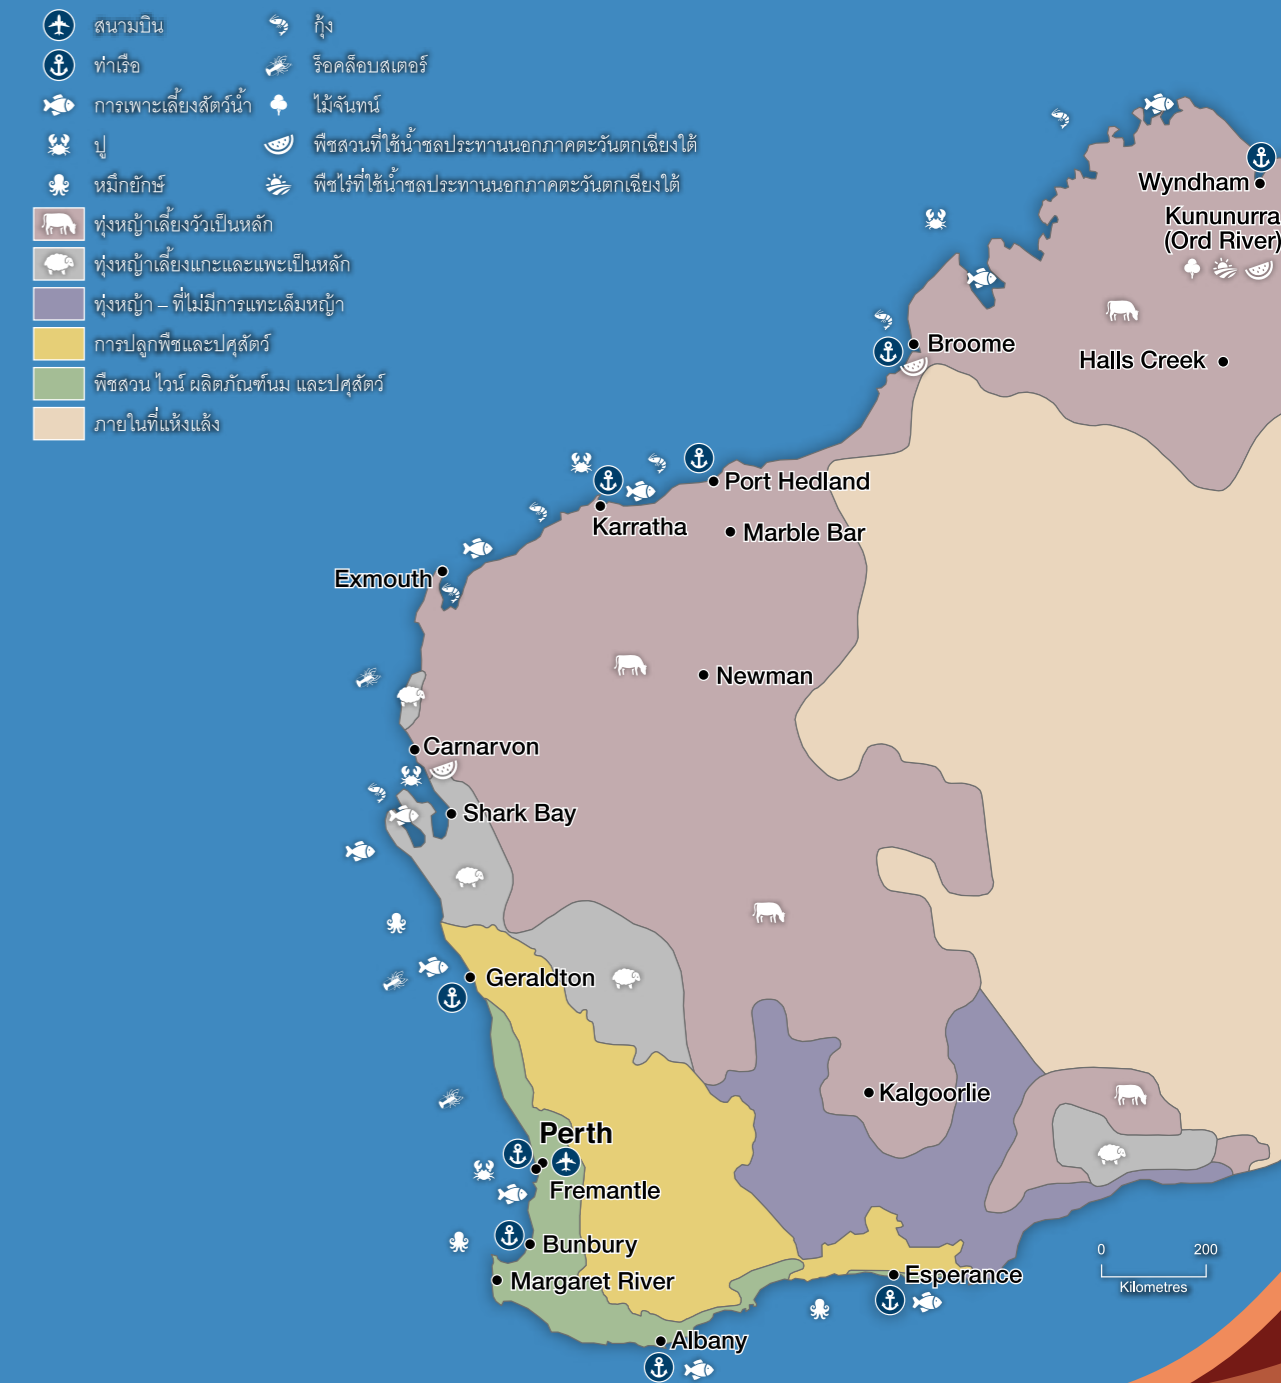 สนามบิน
ท่าเรือ
การเพาะเลี้ยงสัตว์น้ำ
ปู
หมึกยักษ์
กุ้ง
ร็อคล็อบสเตอร์
ไม้จันทน์
พืชสวนที่ใช้น้ำชลประทานนอกภาคตะวันตกเฉียงใต้
พืชไร่ที่ใช้น้ำชลประทานนอกภาคตะวันตกเฉียงใต้
ทุ่งหญ้าเลี้ยงวัวเป็นหลัก
ทุ่งหญ้าเลี้ยงแกะและแพะเป็นหลัก
ทุ่งหญ้า – ที่ไม่มีการแทะเล็มหญ้า
การปลูกพืชและปศุสัตว์
พืชสวน ไวน์ ผลิตภัณฑ์นม และปศุสัตว์
ภายในที่แห้งแล้ง
Wyndham
Kununurra
(Ord River)
Broome
Halls Creek
Port Hedland
Karratha
Marble Bar
Exmouth
Newman
Carnarvon
Shark Bay
Geraldton
Kalgoorlie
Perth
Fremantle
Bunbury
Margaret River
Esperance
Albany
0 200
Kilometres